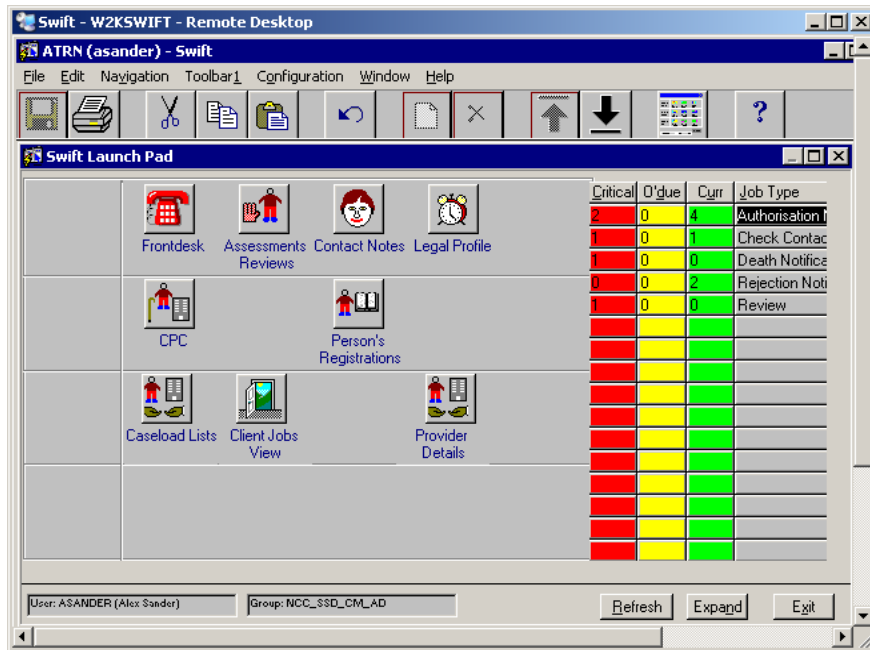 Swift - W2KSWIFT - Remote Desktop
ATRN (asander) - Swift
File Edit Navigation Toolbar1 Configuration Window Help
?
Swift Launch Pad
Critical O'due Curr Job Type
2 0 4 Authorisation
1 0 1 Check Contac
1 0 0 Death Notifica
0 0 2 Rejection Noti
1 0 0 Review
Frontdesk Assessments Contact Notes Legal Profile
Reviews
CPC Person's
Registrations
Caseload Lists Client Jobs Provider
View Details
User: ASANDER (Alex Sander) Group: NCC_SSD_CM_AD Refresh Expand Exit